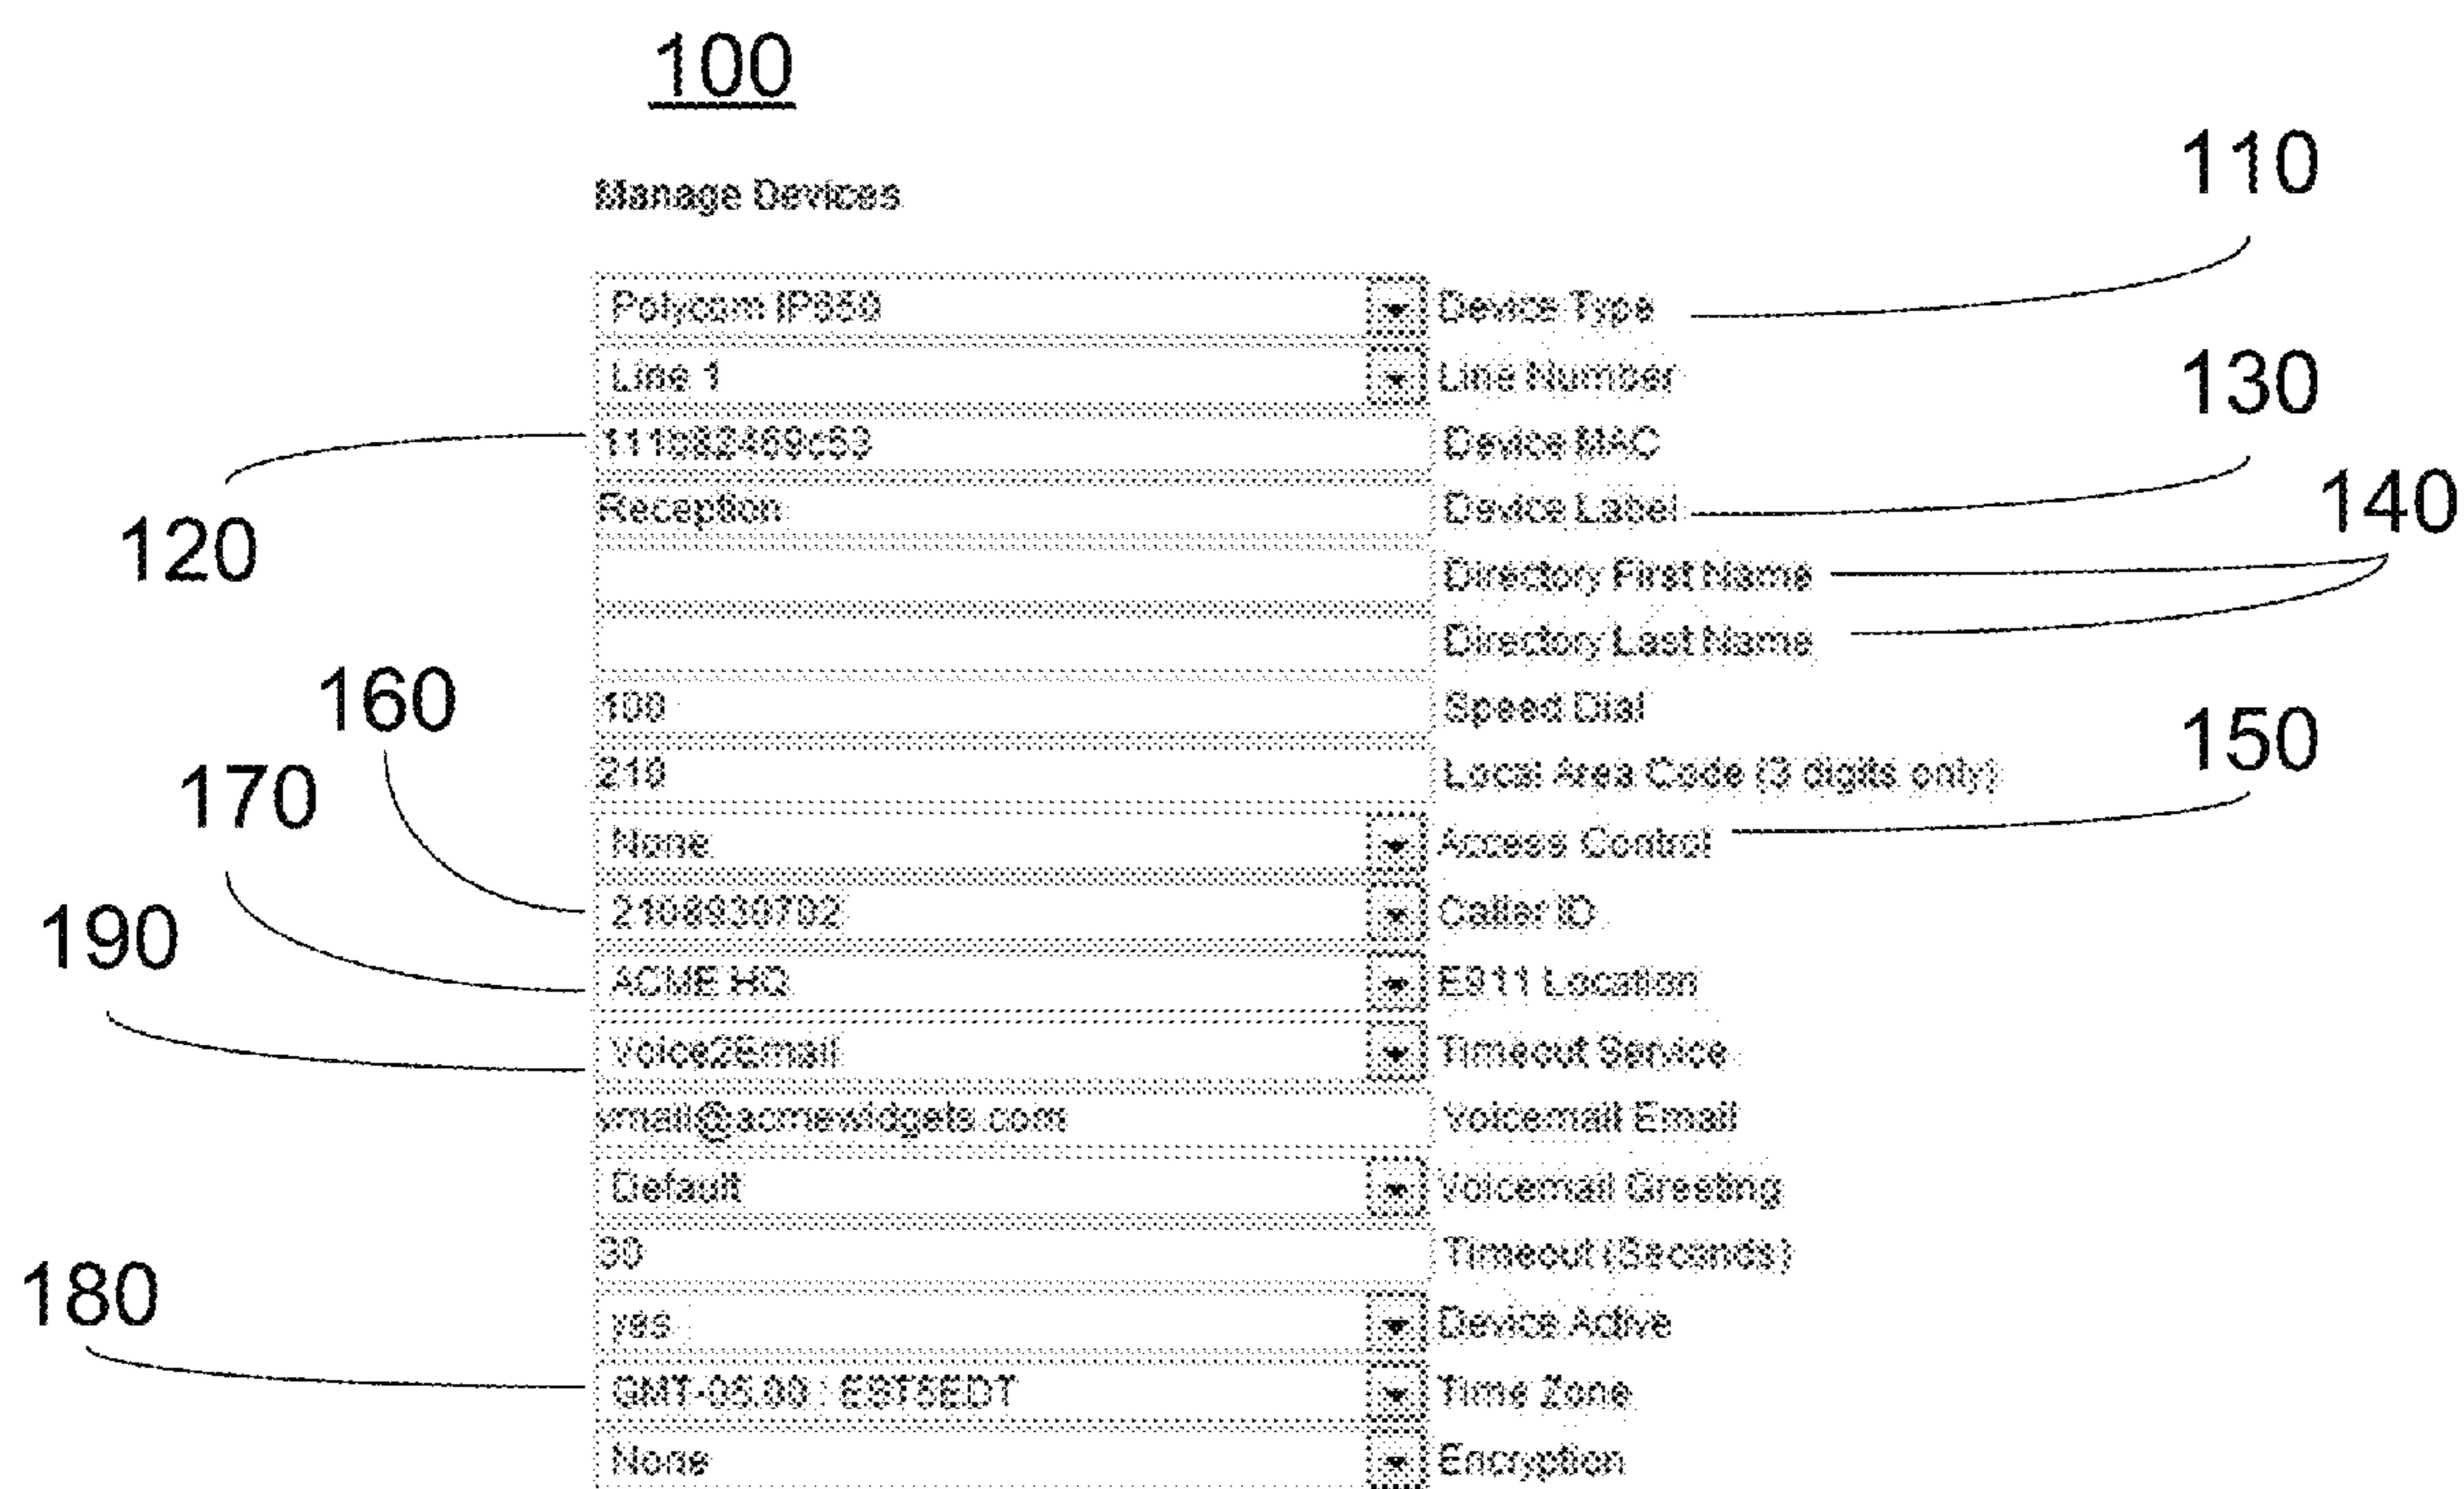 100
Manage Devices
110
Polycom Device Type
Line 1 Line Number
130
Device MAC
120
Reception Device Label
140
Directory First Name
Directory Last Name
160
100 Speed Dial
150
170
210 Local Area Code (3 digits only)
None Access Control
190
2108930702 Caller ID
ACME HQ E911 Location
Voice2Email Timeout Service
vmail@acmewidgets.com Voicemail Email
Default Voicemail Greeting
30 Timeout (Seconds)
180
yes Device Active
GMT-05:00 : EST5EDT Time Zone
None Encryption